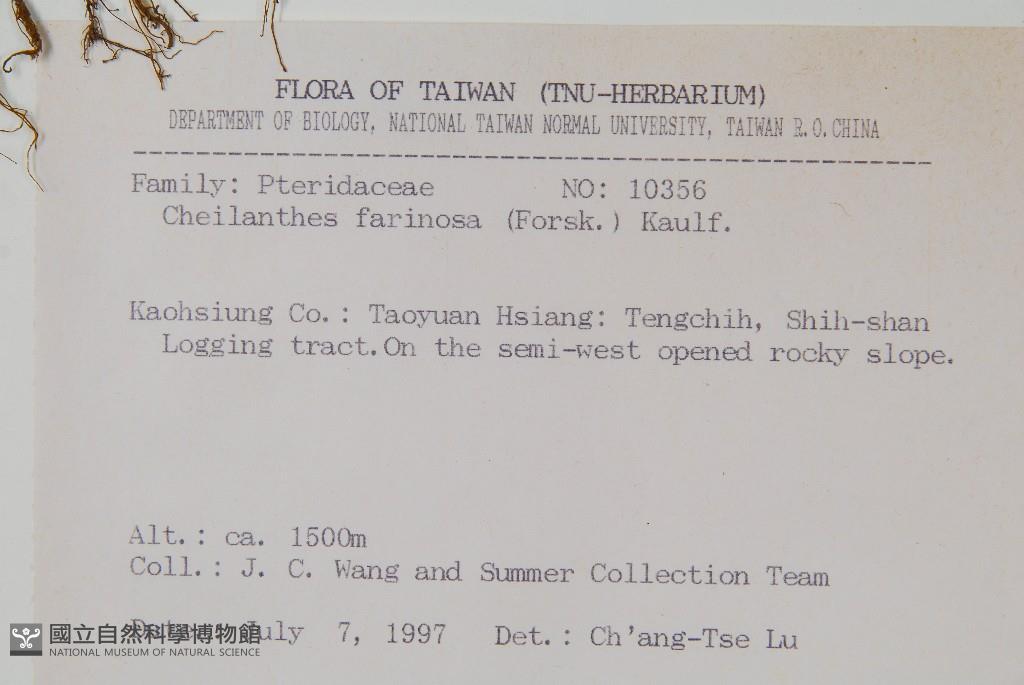 FLORA OF TAIWAN (TNU-HERBARIUM)
DEPARTMENT OF BIOLOGY, NATIONAL TAIWAN NORMAL UNIVERSITY, TAIWAN R.O.CHINA
Family: Pteridaceae NO: 10356
Cheilanthes farinosa (Forsk.) Kaulf.
Kaohsiung Co.: Taoyuan Hsiang: Tengchih, Shih-shan
Logging tract.On the semi-west opened rocky slope.
Alt.: ca. 1500m
Coll.: J. C. Wang and Summer Collection Team
Date: July 7, 1997 Det.: Ch'ang-Tse Lu
國立自然科學博物館
NATIONAL MUSEUM OF NATURAL SCIENCE